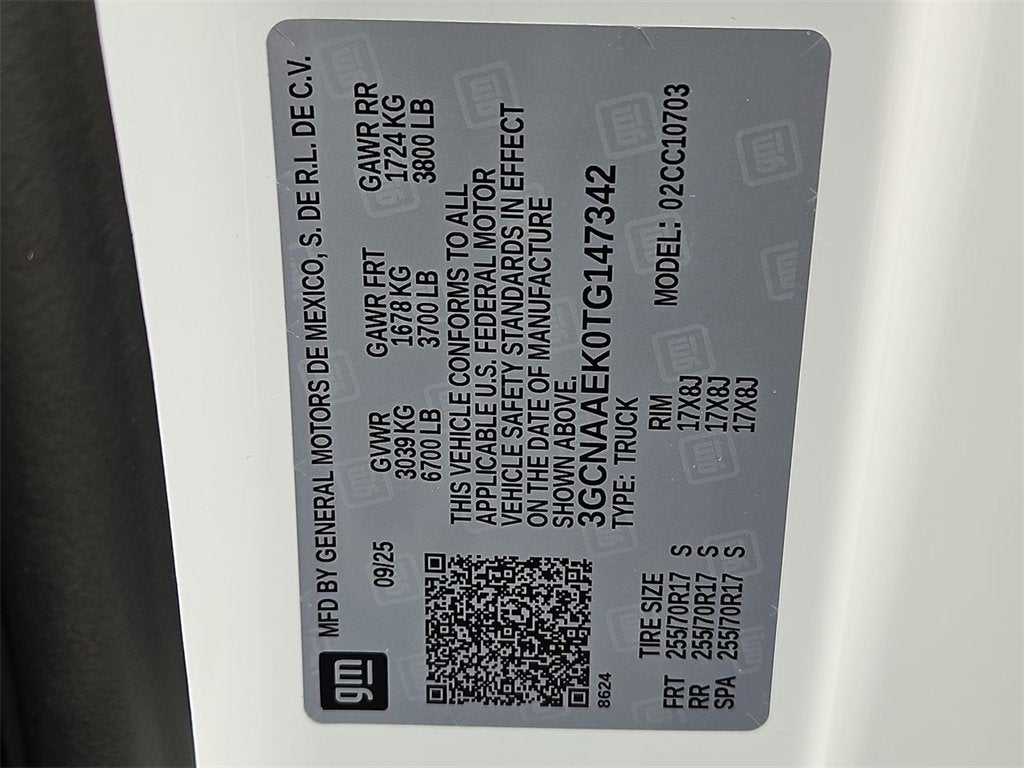 gm
MFD BY GENERAL MOTORS DE MEXICO, S. DE R.L. DE C.V.
09/25 GVWR GAWR FRT GAWR RR
3039 KG 1678 KG 1724 KG
6700 LB 3700 LB 3800 LB
THIS VEHICLE CONFORMS TO ALL
APPLICABLE U.S. FEDERAL MOTOR
VEHICLE SAFETY STANDARDS IN EFFECT
ON THE DATE OF MANUFACTURE
SHOWN ABOVE.
3GCNAAEK0TG147342
8624 TYPE: TRUCK
TIRE SIZE RIM MODEL: 02CC10703
FRT 255/70R17 S 17X8J
RR 255/70R17 S 17X8J
SPA 255/70R17 S 17X8J